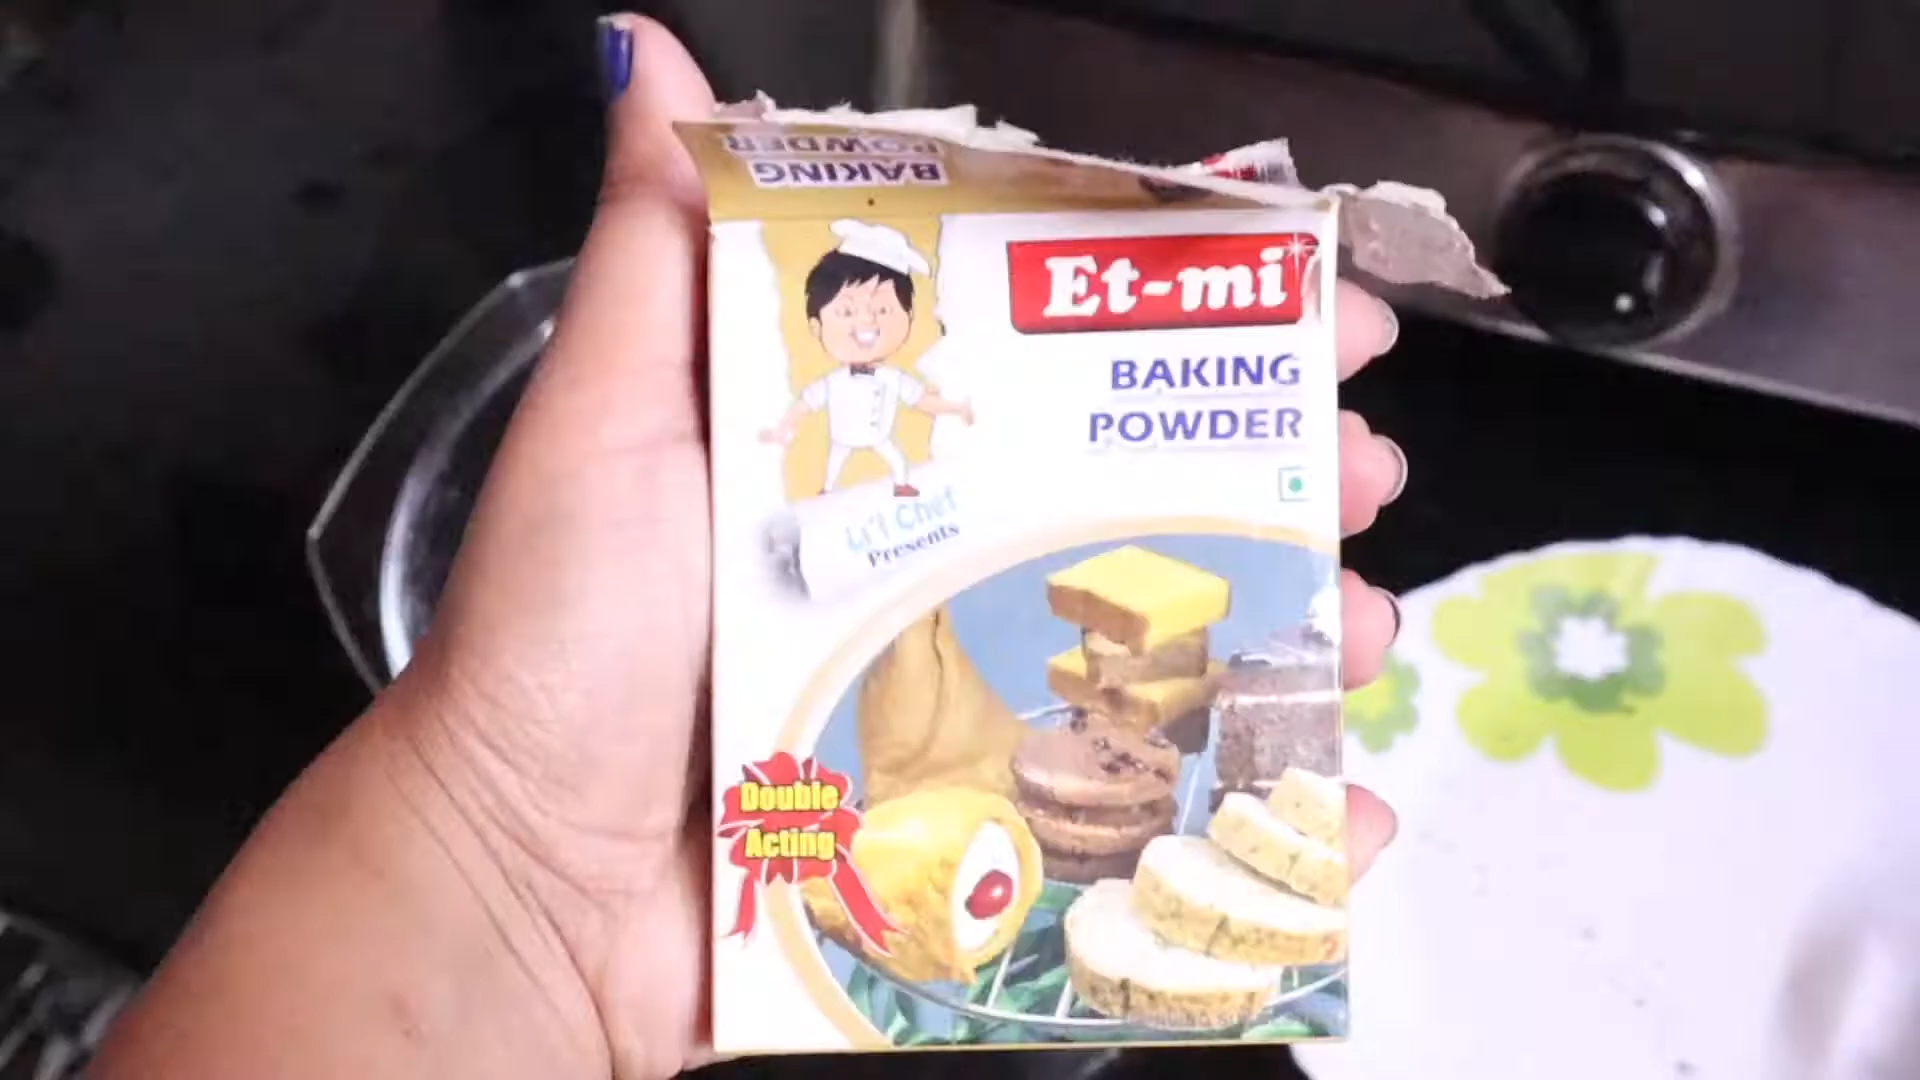 BAKING
POWDER
Et-mi
BAKING
POWDER
Li'l Chef
Presents
Double
Acting